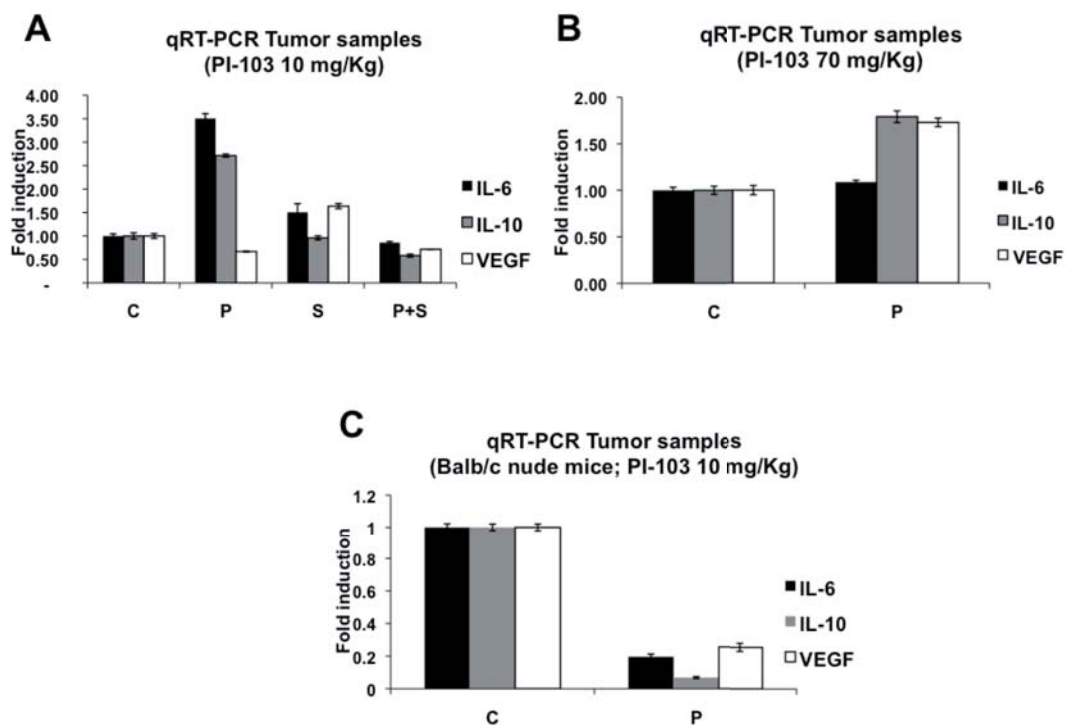 A
qRT-PCR Tumor samples
(PI-103 10 mg/Kg)
Fold induction
4.00
3.50
3.00
2.50
1.50
1.00
0.50
-
C P S P+S
IL-6
IL-10
VEGF
B
qRT-PCR Tumor samples
(PI-103 70 mg/Kg)
Fold induction
2.00
1.50
1.00
0.50
0.00
C P
IL-6
IL-10
VEGF
C
qRT-PCR Tumor samples
(Balb/c nude mice; PI-103 10 mg/Kg)
Fold induction
1.2
1
0.8
0.6
0.4
0.2
0
C P
IL-6
IL-10
VEGF